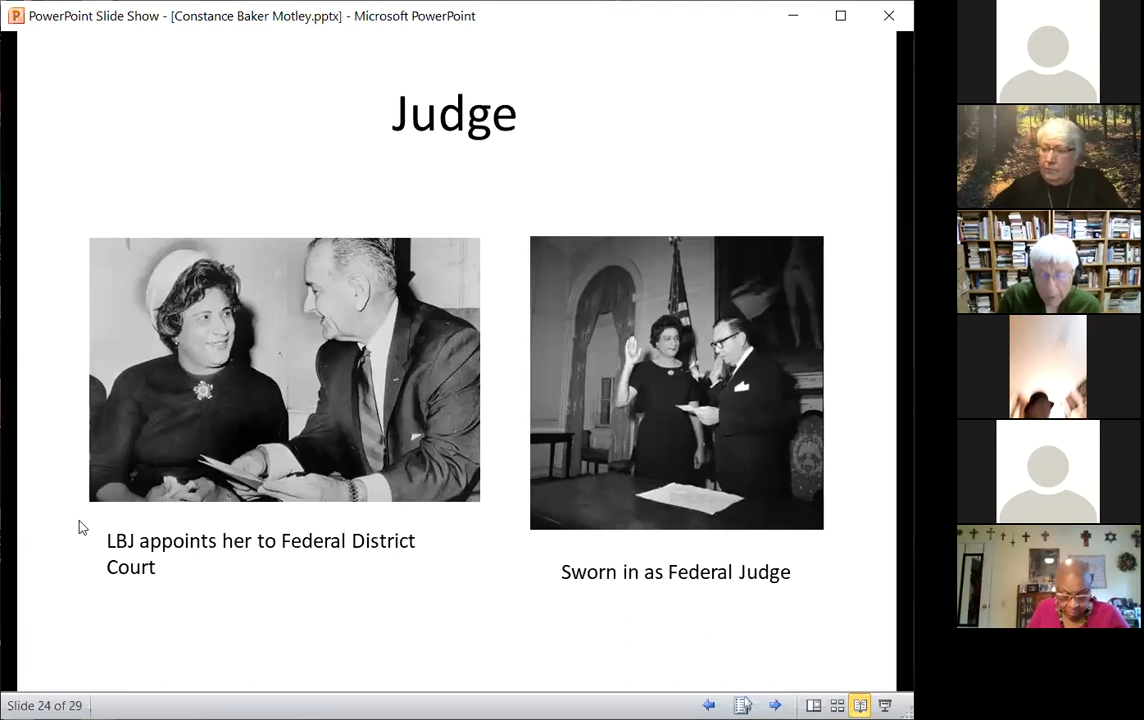 PowerPoint Slide Show - [Constance Baker Motley.pptx] - Microsoft PowerPoint
Judge
LBJ appoints her to Federal District
Court
Sworn in as Federal Judge
Slide 24 of 29